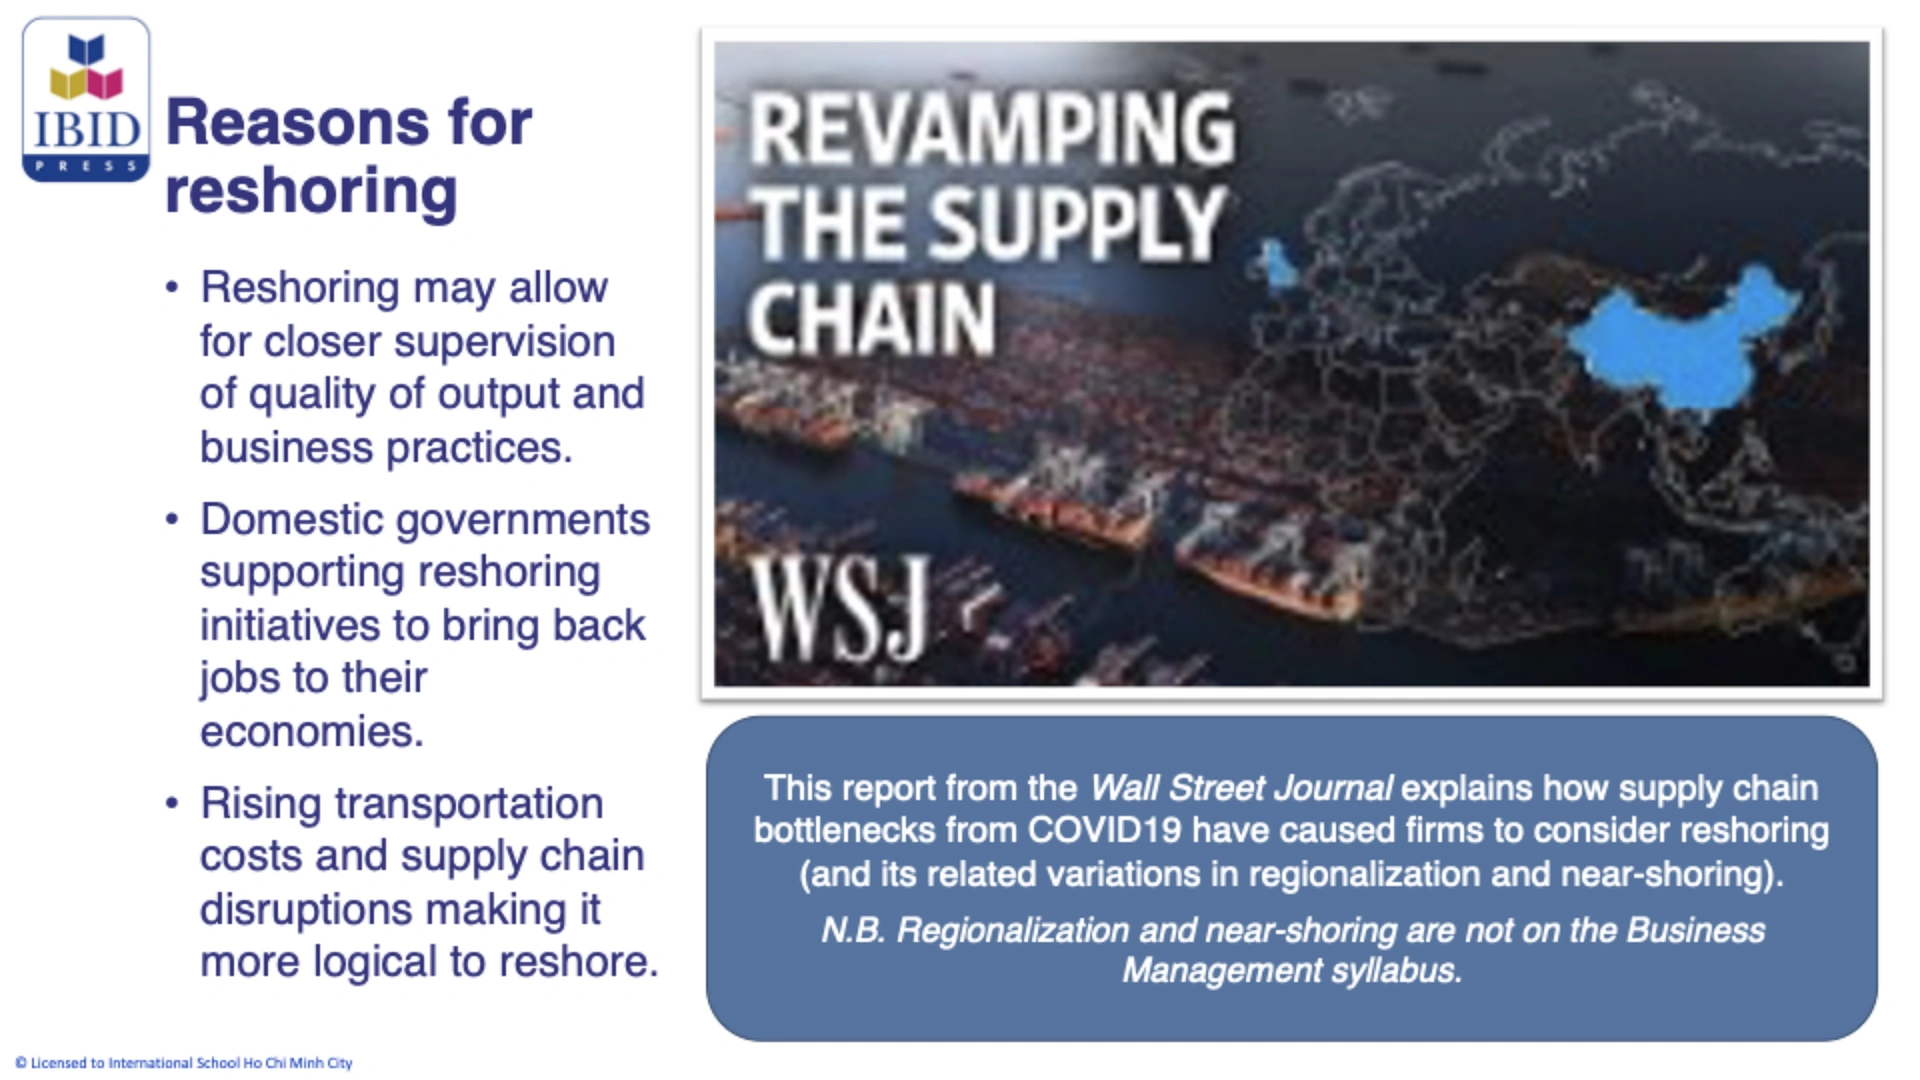 IBID
PRESS
Reasons for
reshoring
• Reshoring may allow
for closer supervision
of quality of output and
business practices.
• Domestic governments
supporting reshoring
initiatives to bring back
jobs to their
economies.
• Rising transportation
costs and supply chain
disruptions making it
more logical to reshore.
REVAMPING
THE SUPPLY
CHAIN
WSJ
This report from the Wall Street Journal explains how supply chain
bottlenecks from COVID19 have caused firms to consider reshoring
(and its related variations in regionalization and near-shoring).
N.B. Regionalization and near-shoring are not on the Business
Management syllabus.
© Licensed to International School Ho Chi Minh City